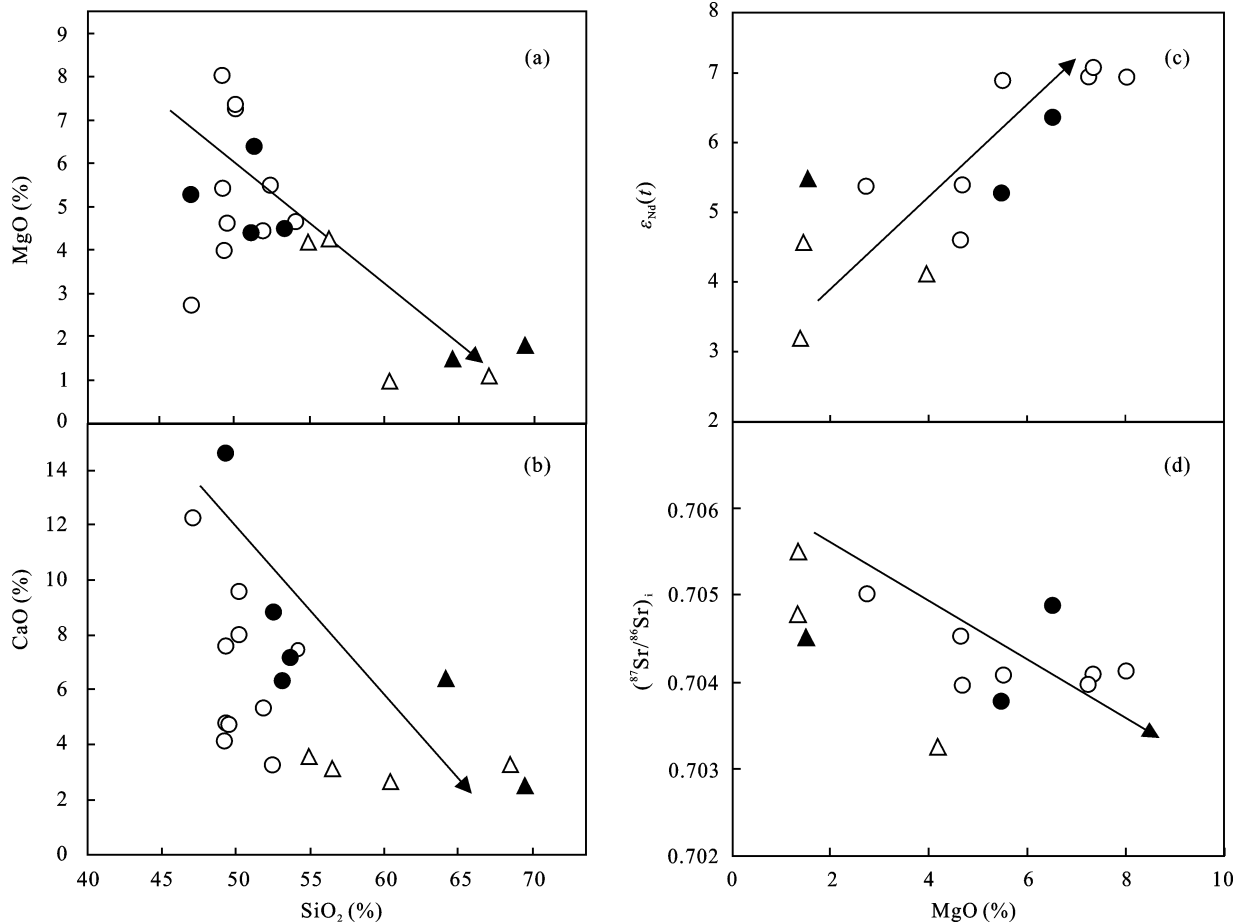 (a)
MgO (%)
9
8
7
6
5
4
3
2
1
0
(b)
CaO (%)
14
12
10
8
6
4
2
0
40 45 50 55 60 65 70
SiO₂ (%)
(c)
εNd(t)
8
7
6
5
4
3
2
(d)
(⁸⁷Sr/⁸⁶Sr)ᵢ
0.706
0.705
0.704
0.703
0.702
0 2 4 6 8 10
MgO (%)